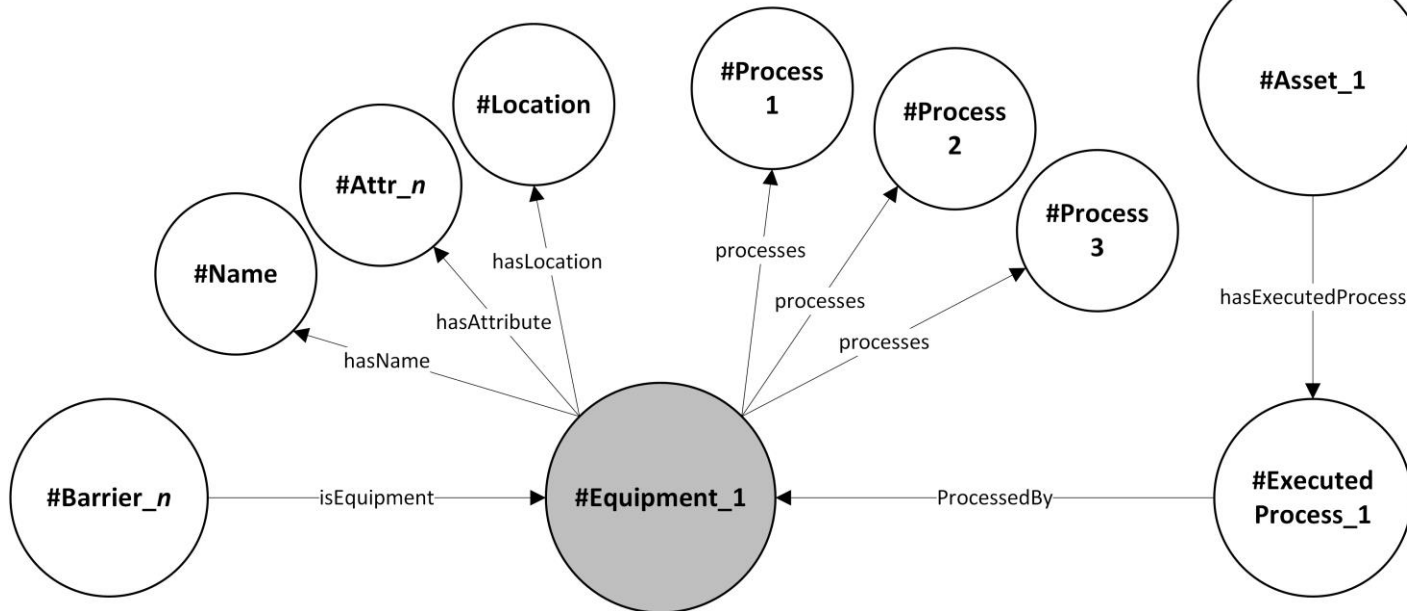 #Process
1
#Asset_1
#Location
#Process
2
#Attr_n
#Process
3
#Name
hasLocation
processes
hasAttribute
processes
hasExecutedProcess
hasName
processes
#Barrier_n
isEquipment
#Equipment_1
ProcessedBy
#Executed
Process_1